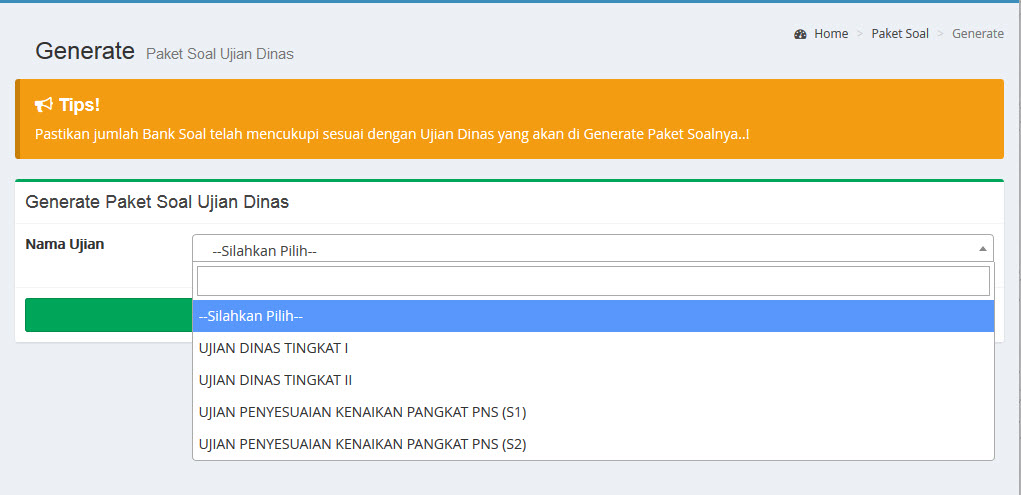 Generate Paket Soal Ujian Dinas
Home > Paket Soal > Generate
Tips!
Pastikan jumlah Bank Soal telah mencukupi sesuai dengan Ujian Dinas yang akan di Generate Paket Soalnya..!
Generate Paket Soal Ujian Dinas
Nama Ujian
--Silahkan Pilih--
--Silahkan Pilih--
UJIAN DINAS TINGKAT I
UJIAN DINAS TINGKAT II
UJIAN PENYESUAIAN KENAIKAN PANGKAT PNS (S1)
UJIAN PENYESUAIAN KENAIKAN PANGKAT PNS (S2)